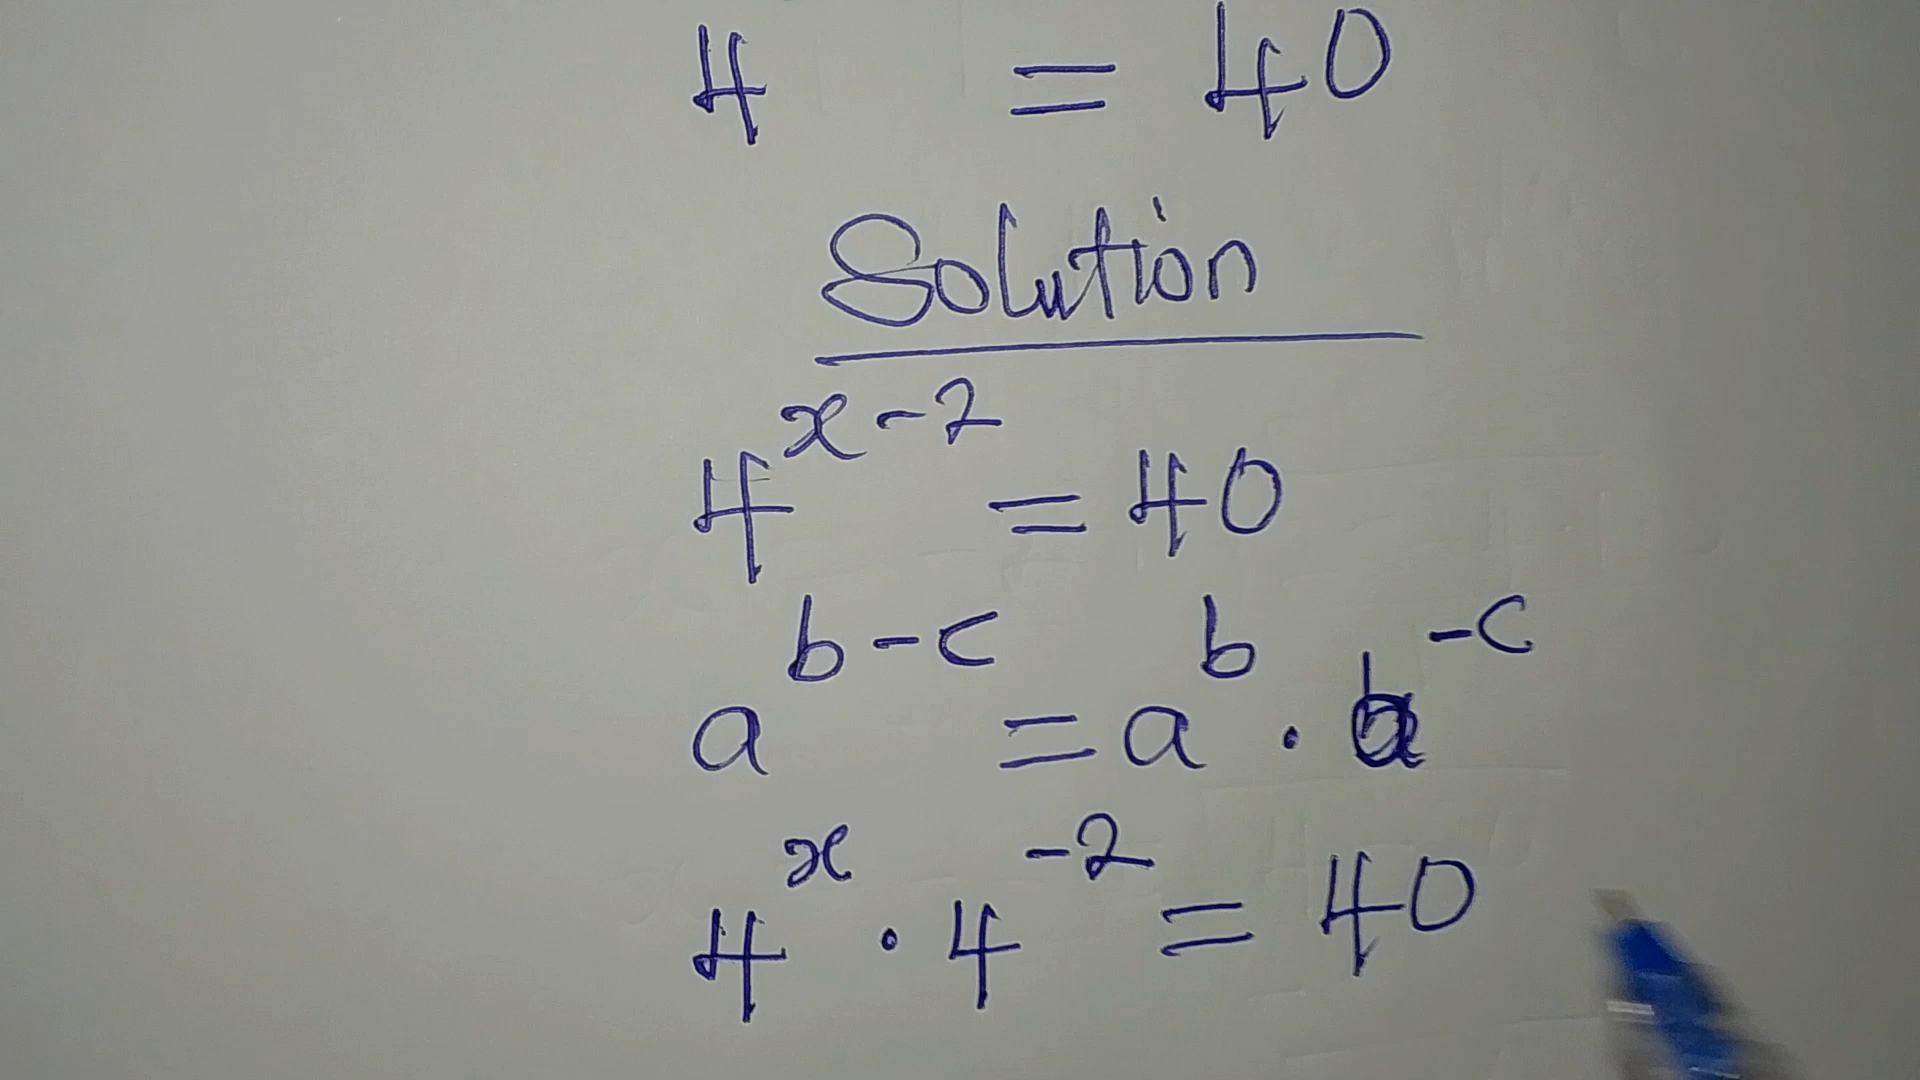 4 = 40
Solution
4^{x-2} = 40
a^{b-c} = a^b · a^{-c}
4^x · 4^{-2} = 40